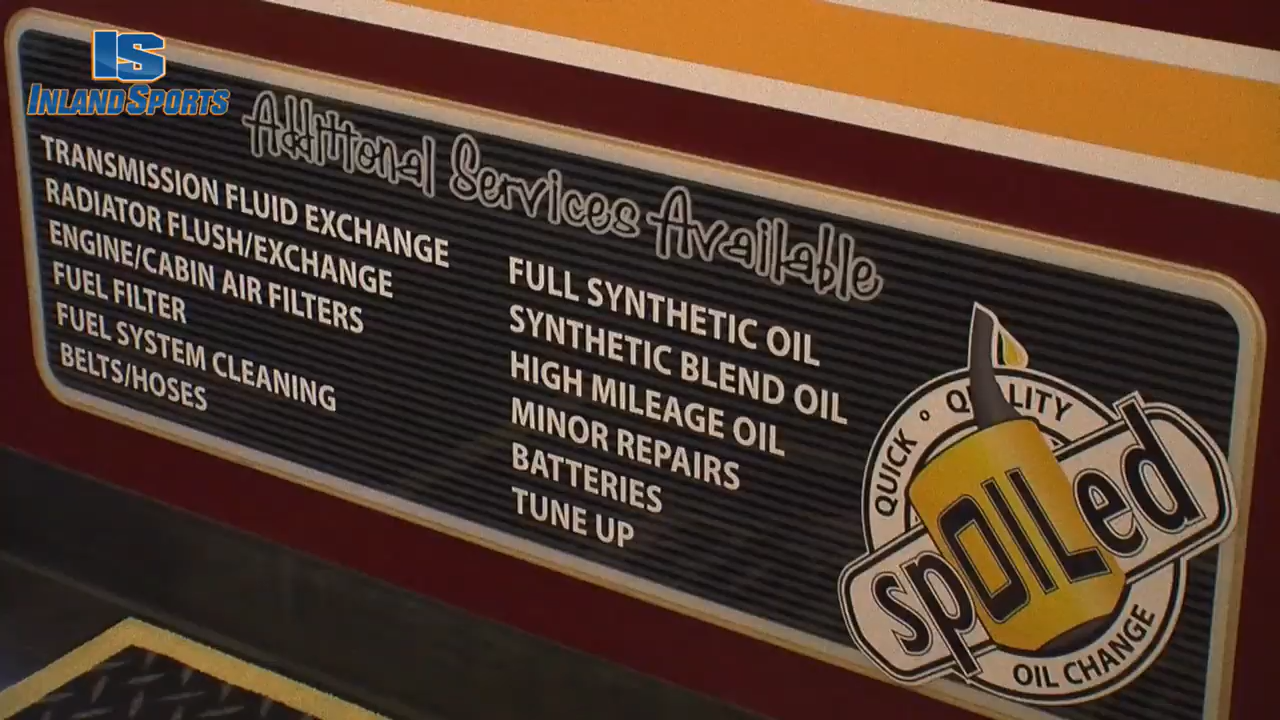 IS
INLAND SPORTS
Additional Services Available
TRANSMISSION FLUID EXCHANGE
RADIATOR FLUSH/EXCHANGE
ENGINE/CABIN AIR FILTERS
FUEL FILTER
FUEL SYSTEM CLEANING
BELTS/HOSES
FULL SYNTHETIC OIL
SYNTHETIC BLEND OIL
HIGH MILEAGE OIL
MINOR REPAIRS
BATTERIES
TUNE UP
QUICK ° QUALITY
spOILed
OIL CHANGE